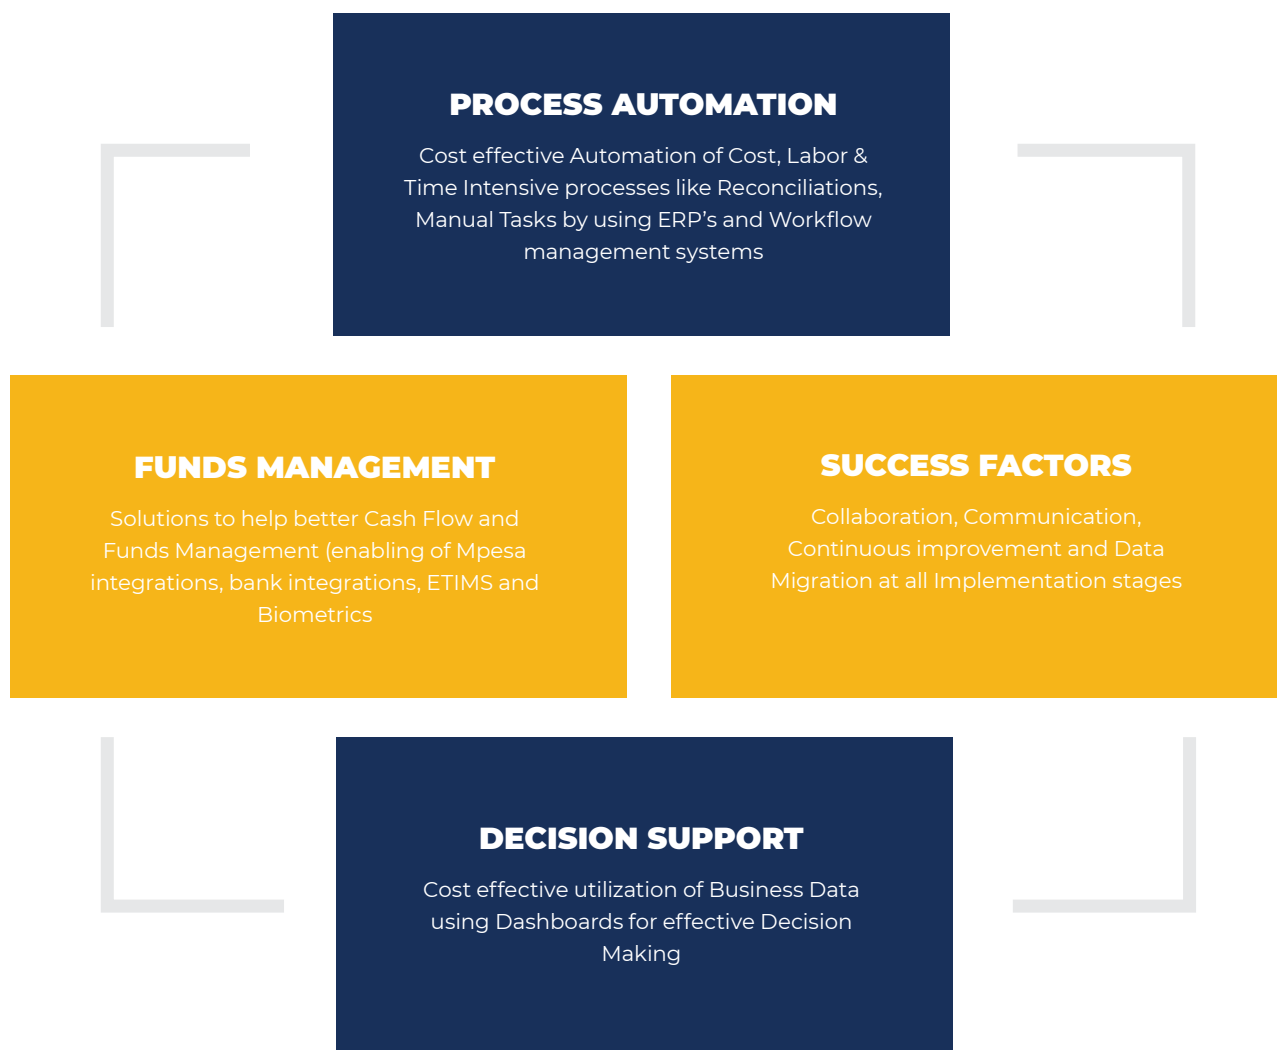 PROCESS AUTOMATION
Cost effective Automation of Cost, Labor &
Time Intensive processes like Reconciliations,
Manual Tasks by using ERP’s and Workflow
management systems
FUNDS MANAGEMENT
Solutions to help better Cash Flow and
Funds Management (enabling of Mpesa
integrations, bank integrations, ETIMS and
Biometrics
SUCCESS FACTORS
Collaboration, Communication,
Continuous improvement and Data
Migration at all Implementation stages
DECISION SUPPORT
Cost effective utilization of Business Data
using Dashboards for effective Decision
Making